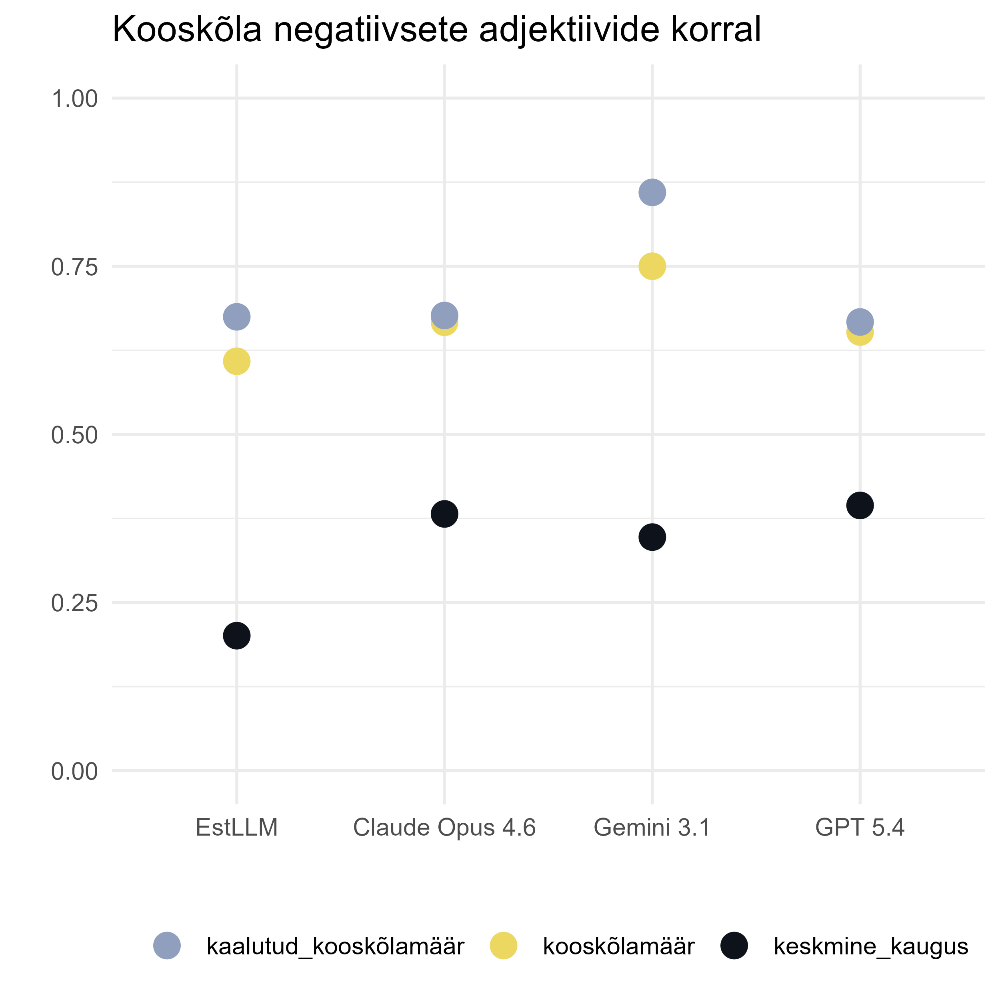 Kooskõla negatiivsete adjektiivide korral
1.00
0.75
0.50
0.25
0.00
EstLLM Claude Opus 4.6 Gemini 3.1 GPT 5.4
kaalutud_kooskõlamäär kooskõlamäär keskmine_kaugus